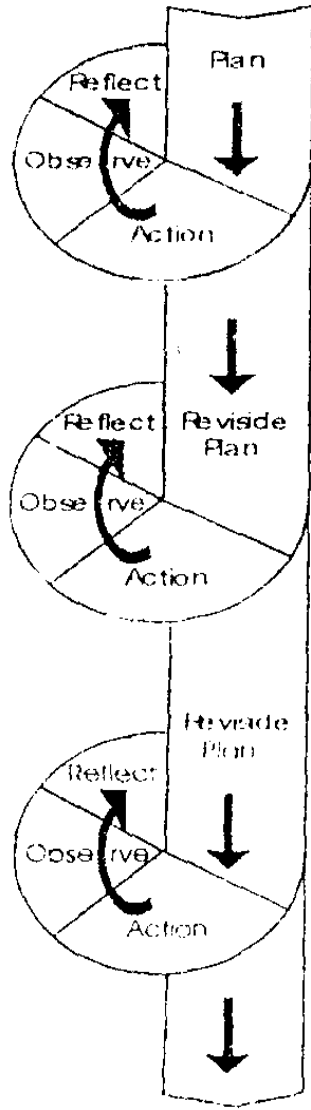 Plan
Reflect
Observe
Action
Reflect
Reviside
Plan
Observe
Action
Reviside
Plan
Reflect
Observe
Action